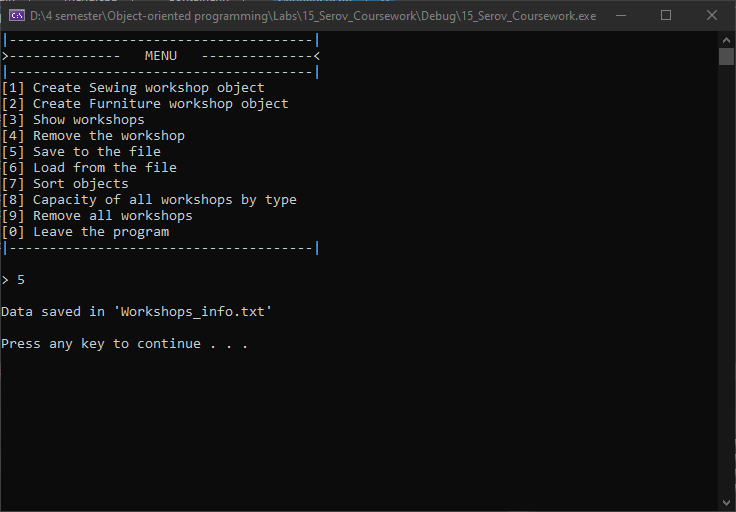 D:\4 semester\Object-oriented programming\Labs\15_Serov_Coursework\Debug\15_Serov_Coursework.exe
|--------------------------------------|
>-------------- MENU --------------<
|--------------------------------------|
[1] Create Sewing workshop object
[2] Create Furniture workshop object
[3] Show workshops
[4] Remove the workshop
[5] Save to the file
[6] Load from the file
[7] Sort objects
[8] Capacity of all workshops by type
[9] Remove all workshops
[0] Leave the program
|--------------------------------------|
> 5
Data saved in 'Workshops_info.txt'
Press any key to continue . . .